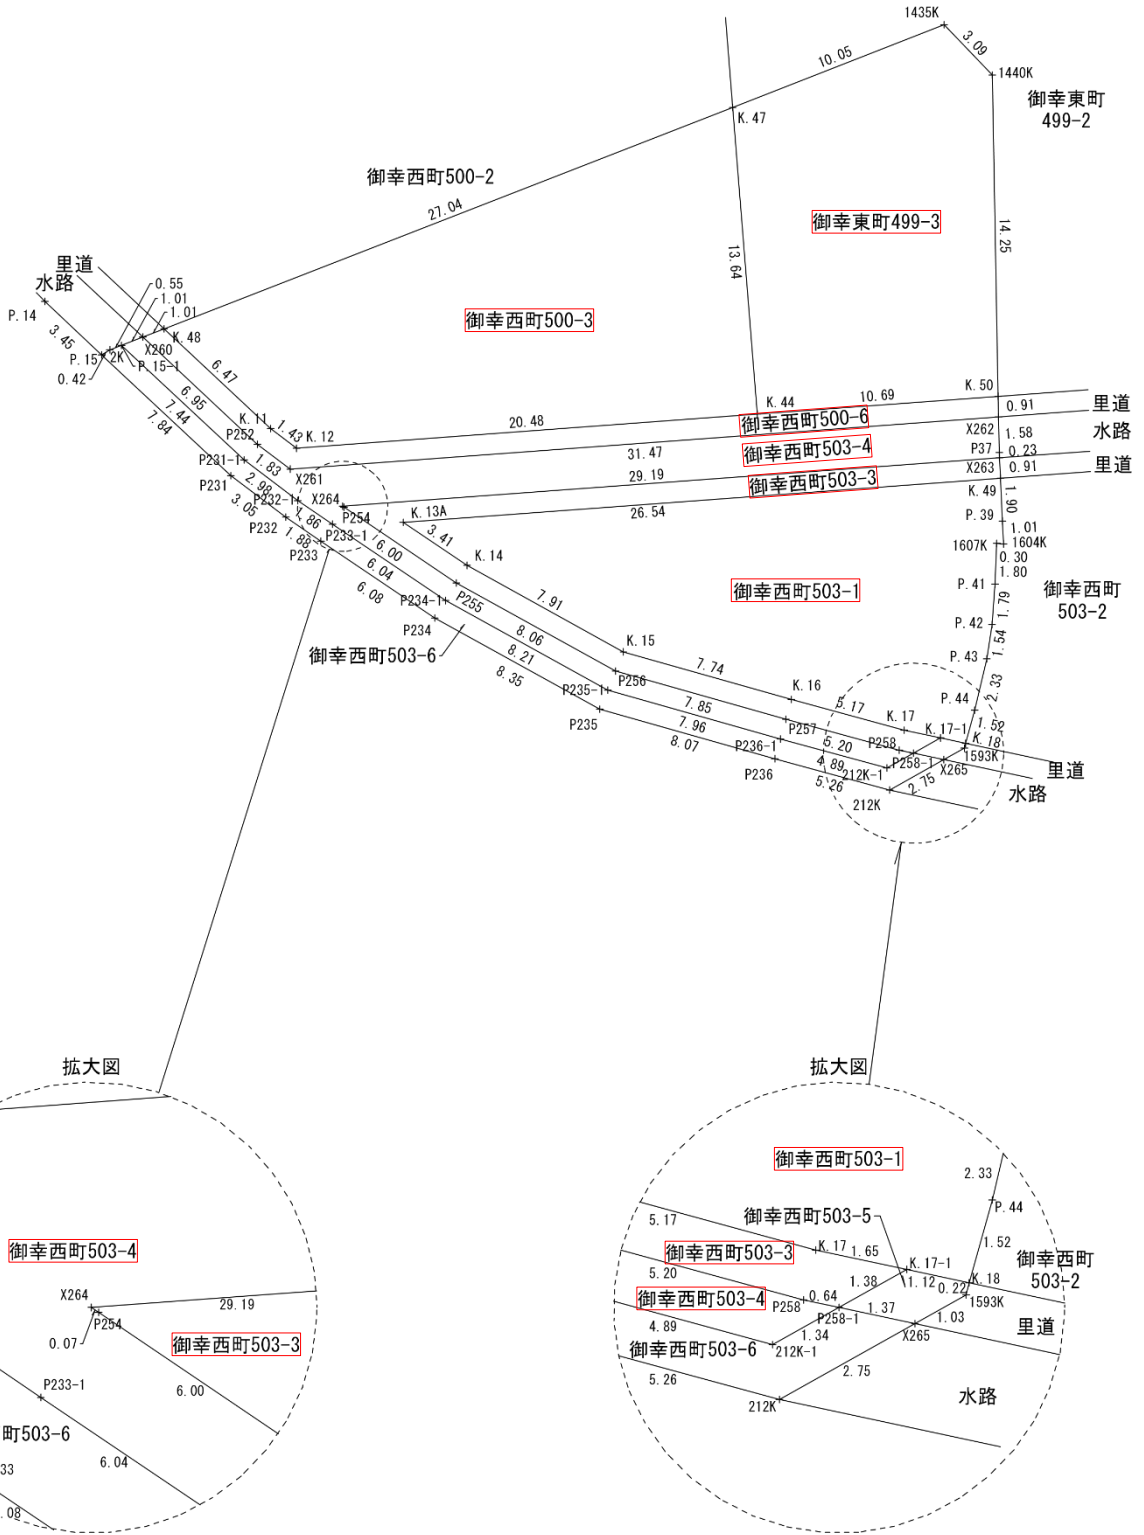 1435K
3.09
10.05
1440K
御幸東町
499-2
K.47
御幸西町500-2
27.04
御幸東町499-3
14.25
13.64
里道
水路
0.55
1.01
1.01
P.14
御幸西町500-3
K.48
3.45
X260
P.15
2K
P.15-1
0.42
6.47
6.95
7.44
7.84
K.50
K.44
10.69
0.91
里道
K.11
1.43
20.48
御幸西町500-6
X262
1.58
水路
P252
K.12
31.47
御幸西町503-4
P37
0.23
P231-1
1.83
X261
29.19
X263
0.91
里道
P231
2.98
御幸西町503-3
K.49
P232-1
X264
P254
K.13A
26.54
1.90
3.05
1.86
P.39
1.01
P232
P233-1
3.41
1607K
1604K
1.88
P233
6.00
K.14
0.30
1.80
6.04
御幸西町503-1
P.41
御幸西町
503-2
6.08
P234-1
P255
7.91
1.79
P234
P.42
8.06
K.15
1.54
御幸西町503-6
8.21
P.43
8.35
P256
7.74
2.33
P235-1
K.16
P.44
7.85
5.17
1.52
P235
7.96
P257
K.17
K.17-1
K.18
8.07
P236-1
5.20
P258
1593K
P236
4.89
P258-1
X265
里道
212K-1
5.26
2.75
水路
212K
拡大図
拡大図
御幸西町503-1
2.33
P.44
御幸西町503-5
5.17
1.52
御幸西町503-4
御幸西町503-3
K.17
1.65
K.17-1
御幸西町
503-2
5.20
1.38
1.12
K.18
X264
29.19
御幸西町503-4
0.64
0.22
1593K
P254
P258
1.37
里道
0.07
4.89
P258-1
1.03
御幸西町503-3
1.34
X265
御幸西町503-6
212K-1
P233-1
5.26
2.75
6.00
水路
212K
町503-6
6.04
33
.08